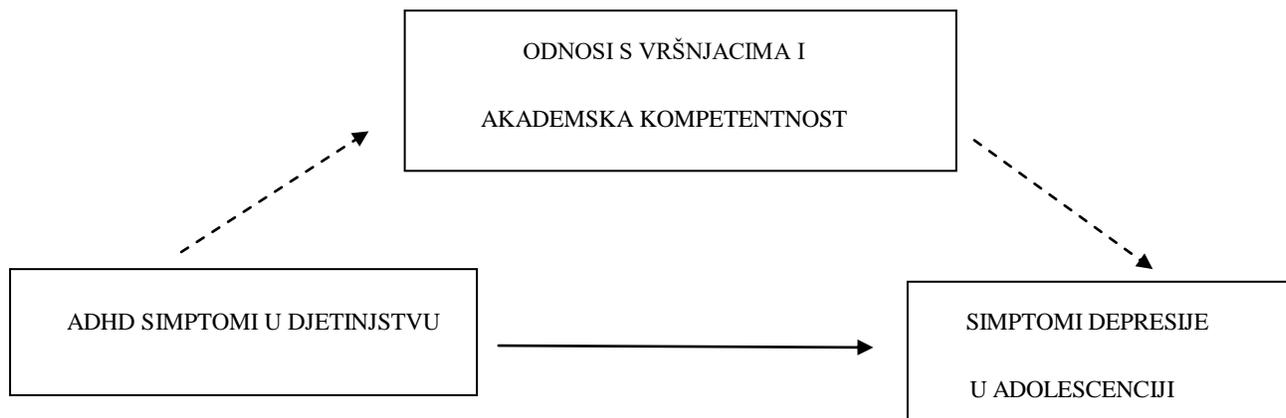 ODNOSI S VRŠNJACIMA I
AKADEMSKA KOMPETENTNOST
ADHD SIMPTOMI U DJETINJSTVU
SIMPTOMI DEPRESIJE
U ADOLESCENCIJI